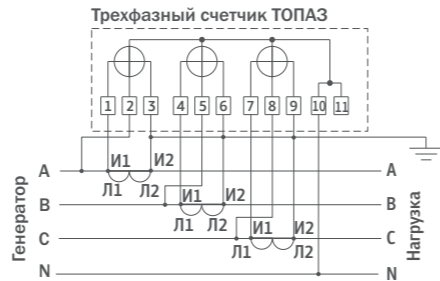 Трехфазный счетчик ТОПАЗ
1 2 3 4 5 6 7 8 9 10 11
A И1 И2 A
Л1 Л2
B И1 И2 B
Л1 Л2
C И1 И2 C
Л1 Л2
N N
Генератор
Нагрузка